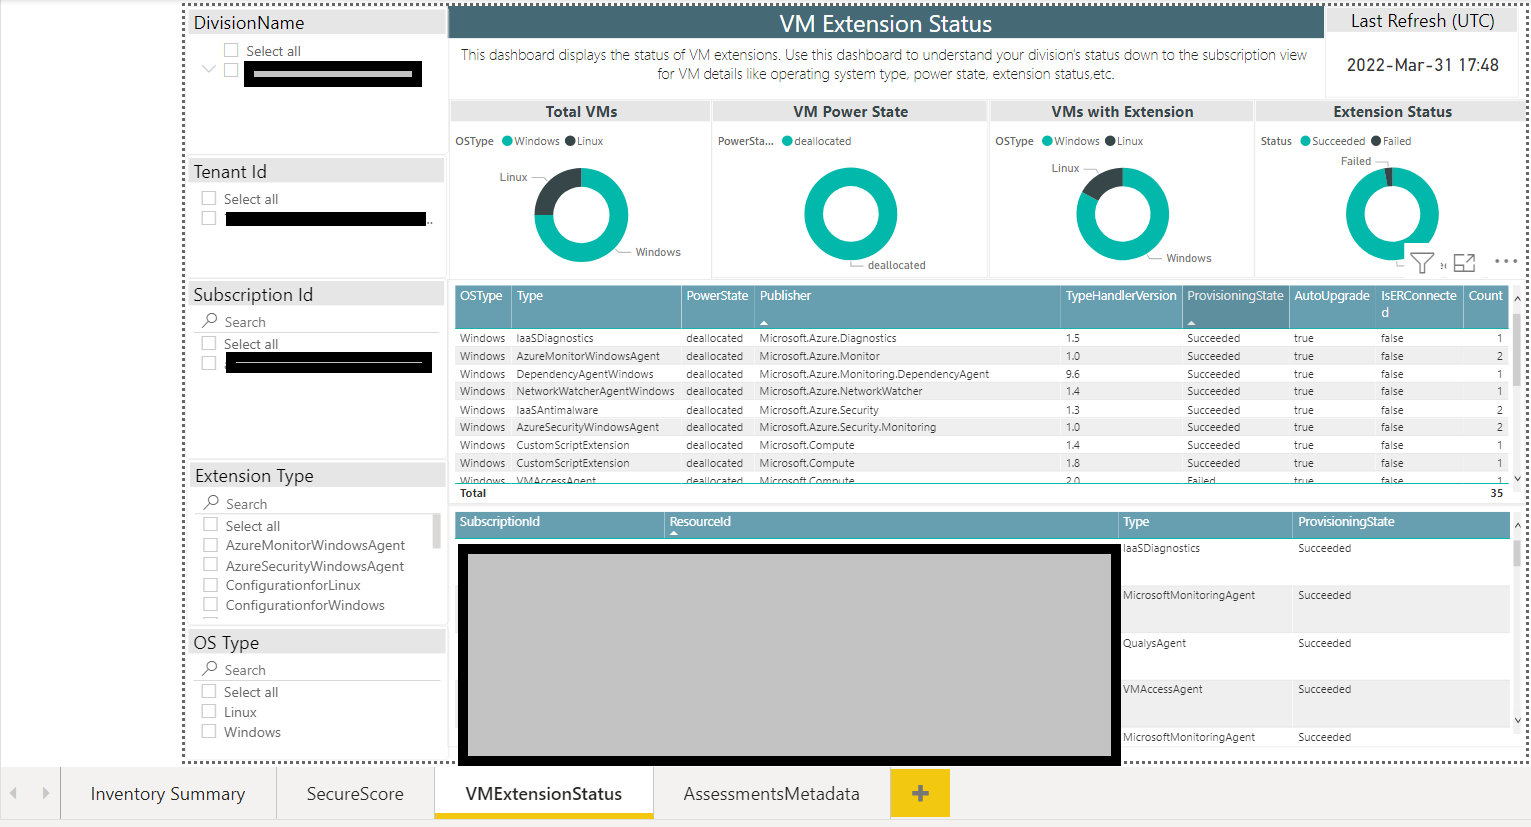 DivisionName
Select all
Tenant Id
Select all
..
Subscription Id
Search
Select all
Extension Type
Search
Select all
AzureMonitorWindowsAgent
AzureSecurityWindowsAgent
ConfigurationforLinux
ConfigurationforWindows
OS Type
Search
Select all
Linux
Windows
VM Extension Status
This dashboard displays the status of VM extensions. Use this dashboard to understand your division's status down to the subscription view
for VM details like operating system type, power state, extension status,etc.
Last Refresh (UTC)
2022-Mar-31 17:48
Total VMs
OSType Windows Linux
Linux
Windows
VM Power State
PowerSta... deallocated
deallocated
VMs with Extension
OSType Windows Linux
Linux
Windows
Extension Status
Status Succeeded Failed
Failed
OSType Type PowerState Publisher TypeHandlerVersion ProvisioningState AutoUpgrade IsERConnecte
d Count
Windows IaaSDiagnostics deallocated Microsoft.Azure.Diagnostics 1.5 Succeeded true false 1
Windows AzureMonitorWindowsAgent deallocated Microsoft.Azure.Monitor 1.0 Succeeded true false 2
Windows DependencyAgentWindows deallocated Microsoft.Azure.Monitoring.DependencyAgent 9.6 Succeeded true false 1
Windows NetworkWatcherAgentWindows deallocated Microsoft.Azure.NetworkWatcher 1.4 Succeeded true false 1
Windows IaaSAntimalware deallocated Microsoft.Azure.Security 1.3 Succeeded true false 2
Windows AzureSecurityWindowsAgent deallocated Microsoft.Azure.Security.Monitoring 1.0 Succeeded true false 2
Windows CustomScriptExtension deallocated Microsoft.Compute 1.4 Succeeded true false 1
Windows CustomScriptExtension deallocated Microsoft.Compute 1.8 Succeeded true false 1
Windows VMAccessAgent deallocated Microsoft.Compute 2.0 Failed true false 1
Total 35
SubscriptionId ResourceId Type ProvisioningState
IaaSDiagnostics Succeeded
MicrosoftMonitoringAgent Succeeded
QualysAgent Succeeded
VMAccessAgent Succeeded
MicrosoftMonitoringAgent Succeeded
Inventory Summary SecureScore VMExtensionStatus AssessmentsMetadata +